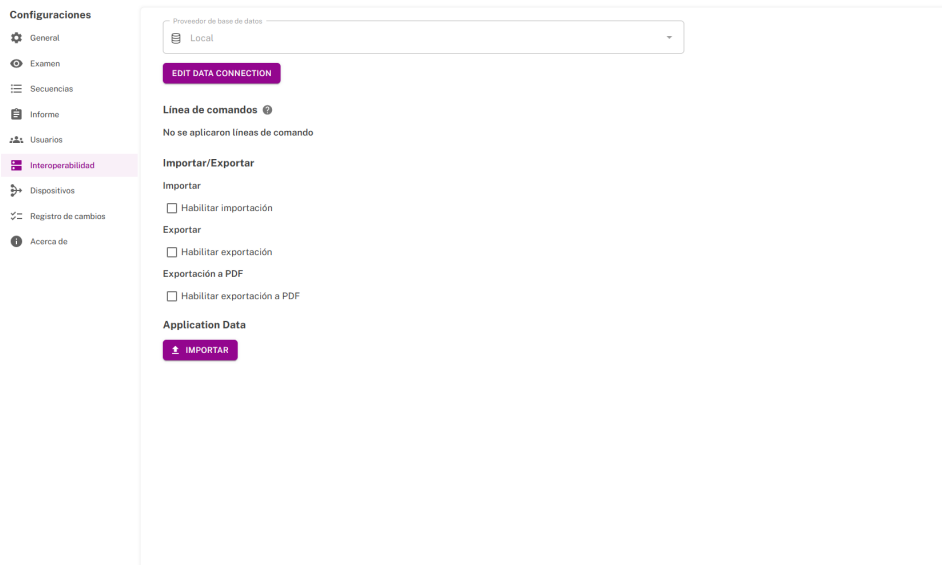 Configuraciones
General
Examen
Secuencias
Informe
Usuarios
Interoperabilidad
Dispositivos
Registro de cambios
Acerca de
Proveedor de base de datos
Local
EDIT DATA CONNECTION
Línea de comandos
No se aplicaron líneas de comando
Importar/Exportar
Importar
Habilitar importación
Exportar
Habilitar exportación
Exportación a PDF
Habilitar exportación a PDF
Application Data
IMPORTAR